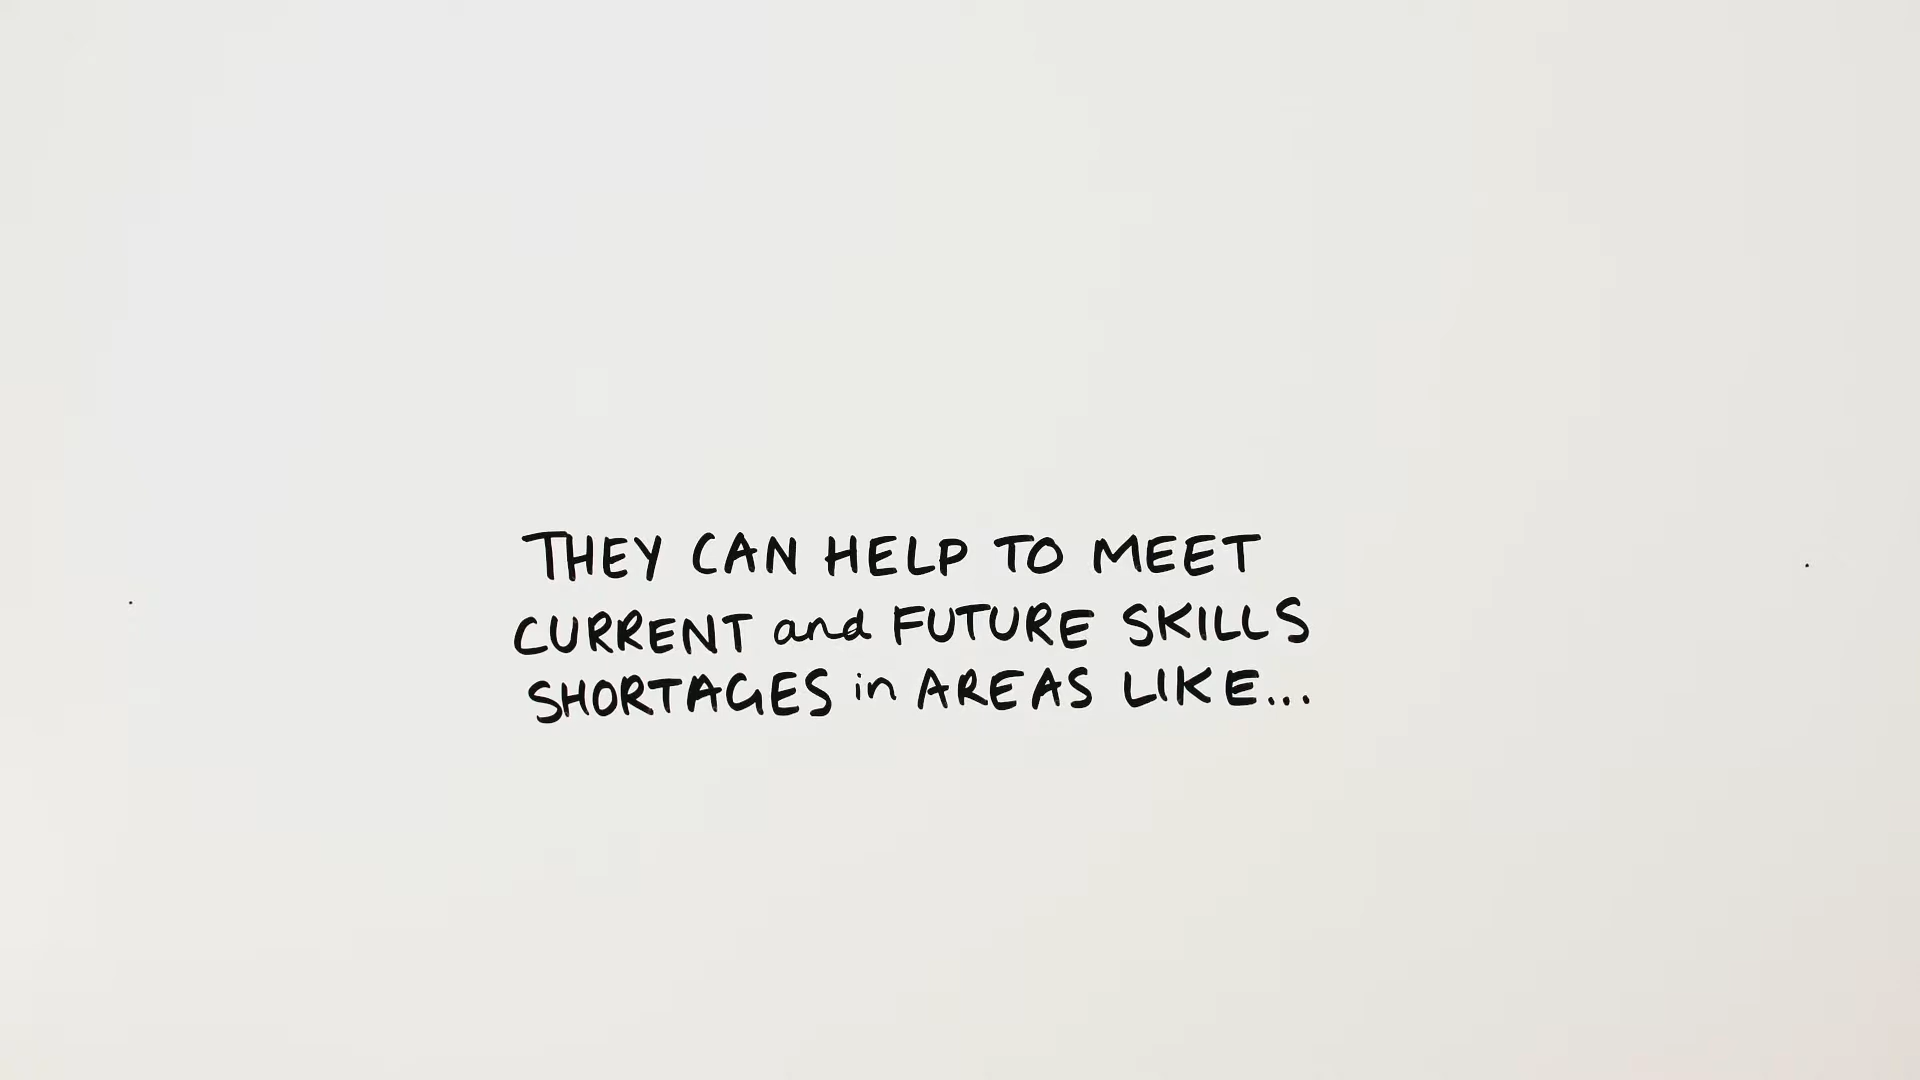 THEY CAN HELP TO MEET
CURRENT and FUTURE SKILLS
SHORTAGES in AREAS LIKE...